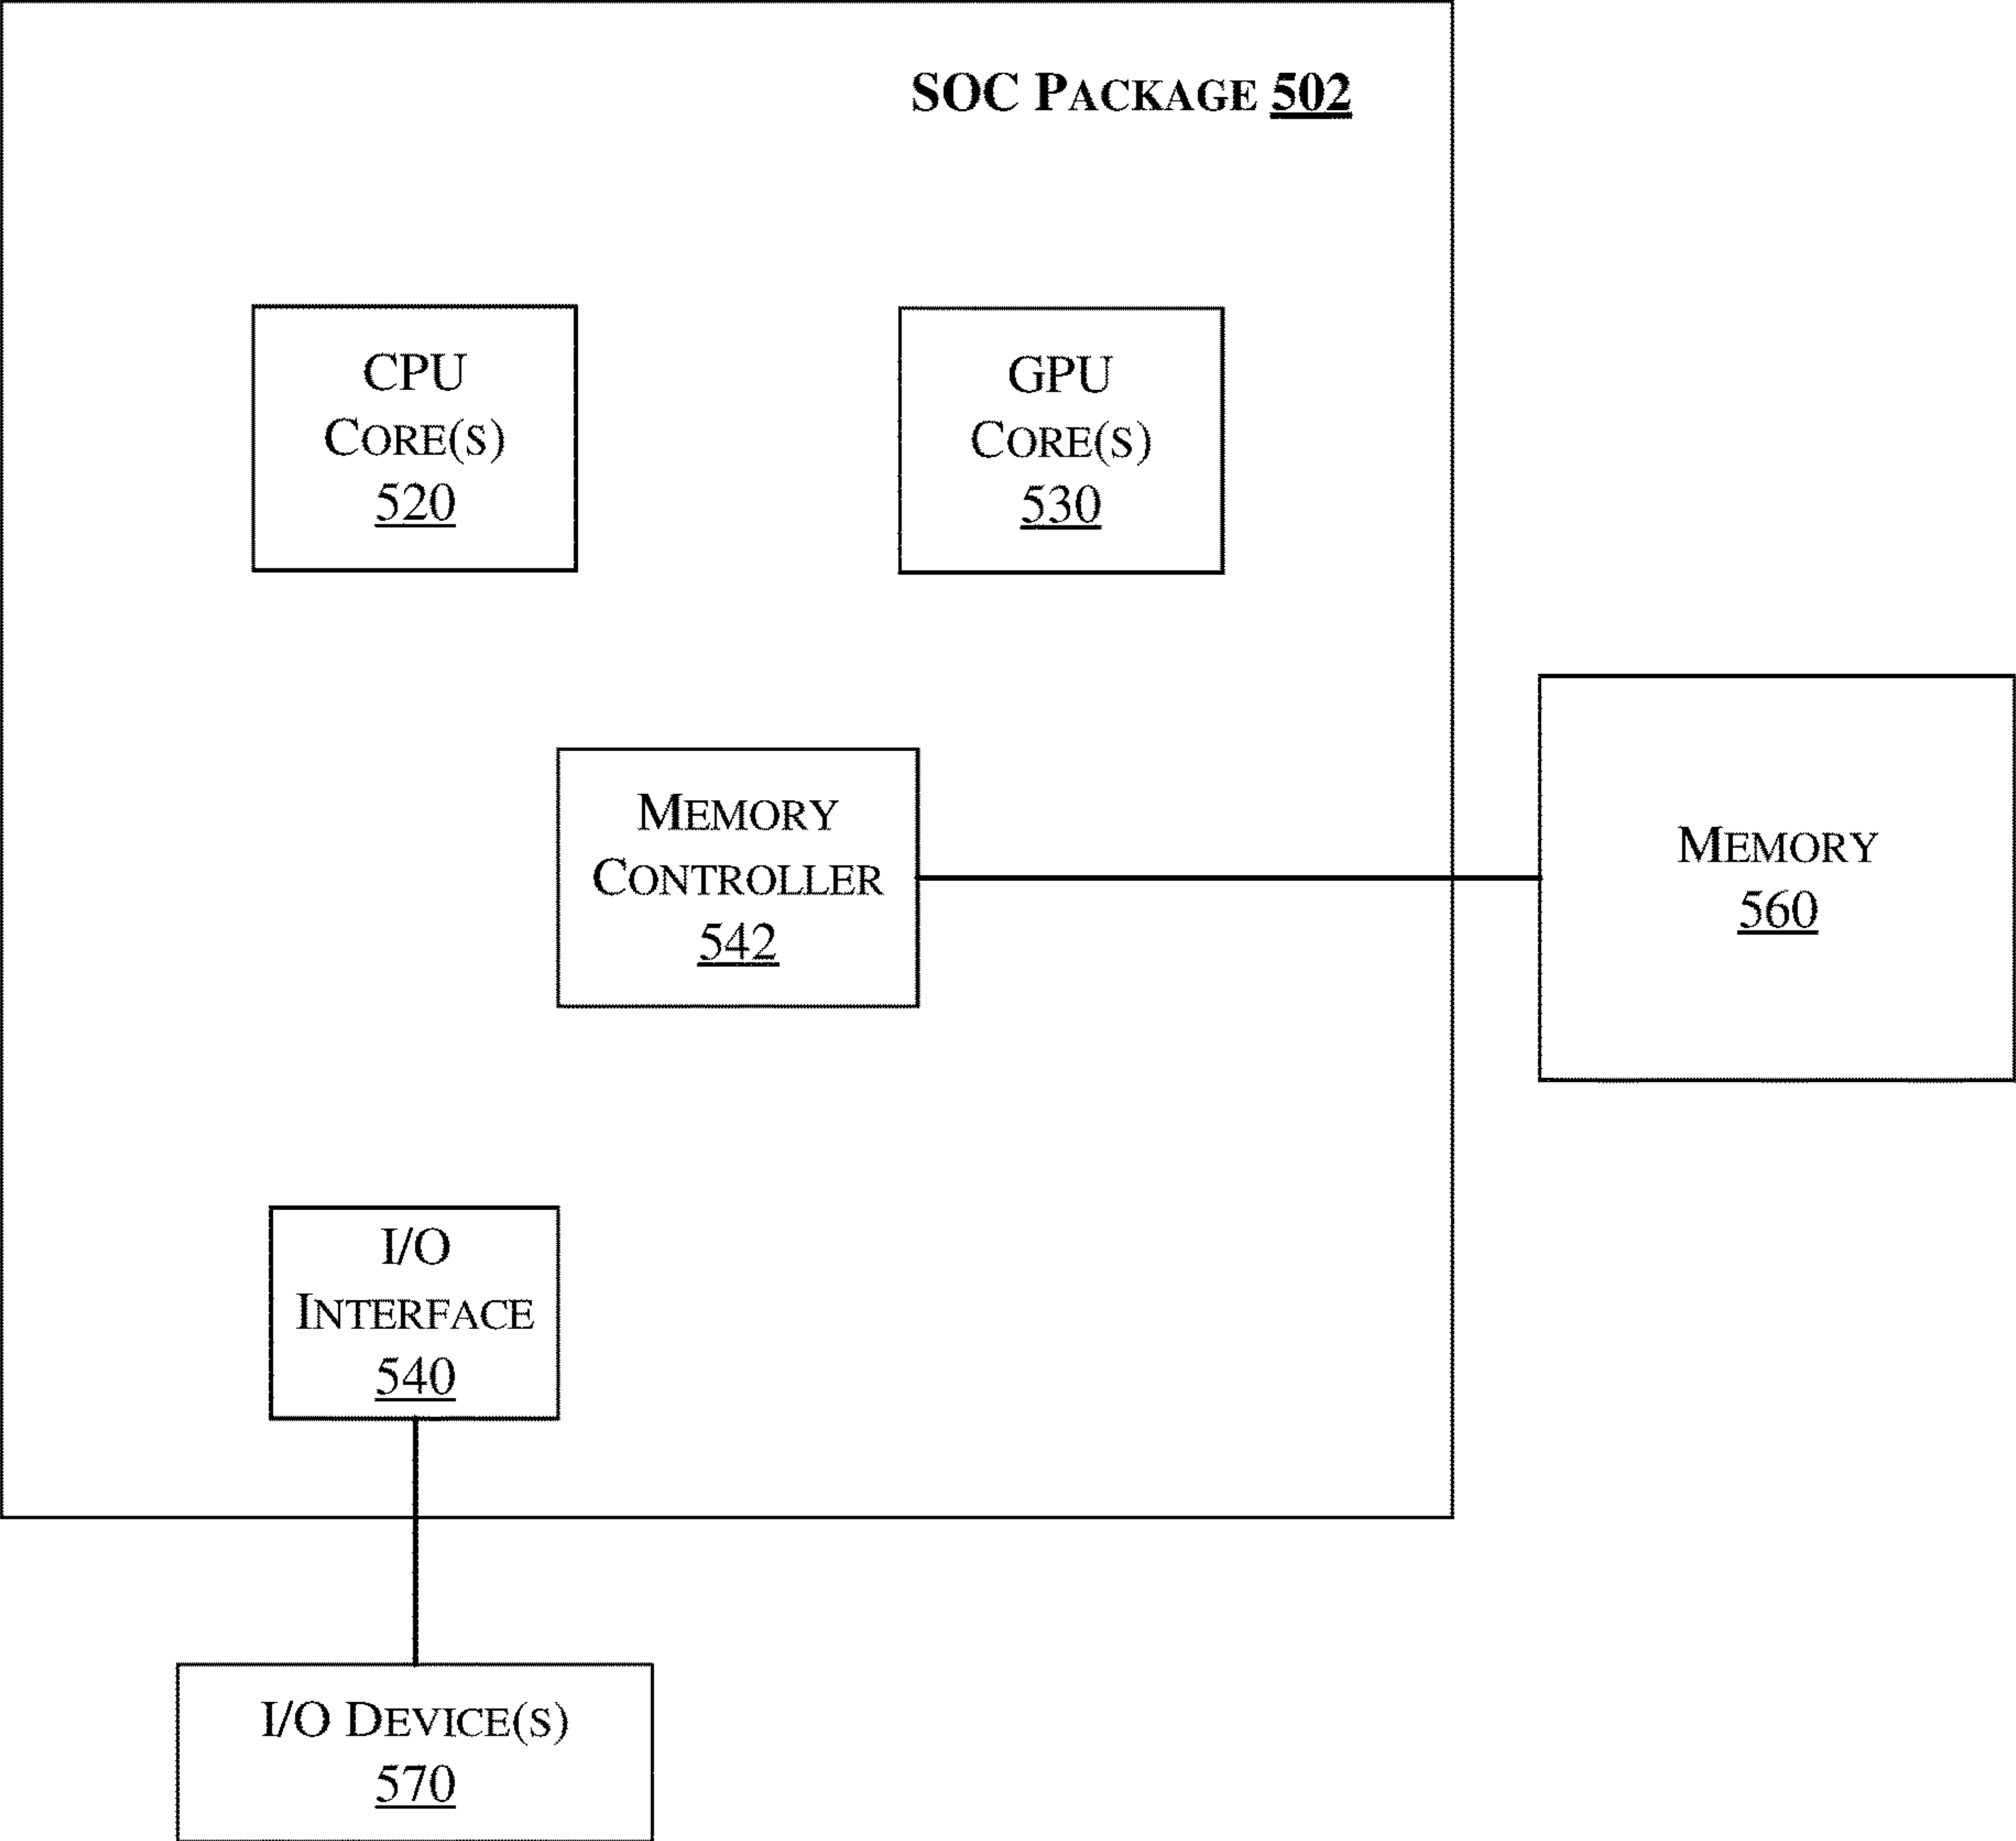 SOC PACKAGE 502
CPU
CORE(S)
520
GPU
CORE(S)
530
MEMORY
CONTROLLER
542
MEMORY
560
I/O
INTERFACE
540
I/O DEVICE(S)
570